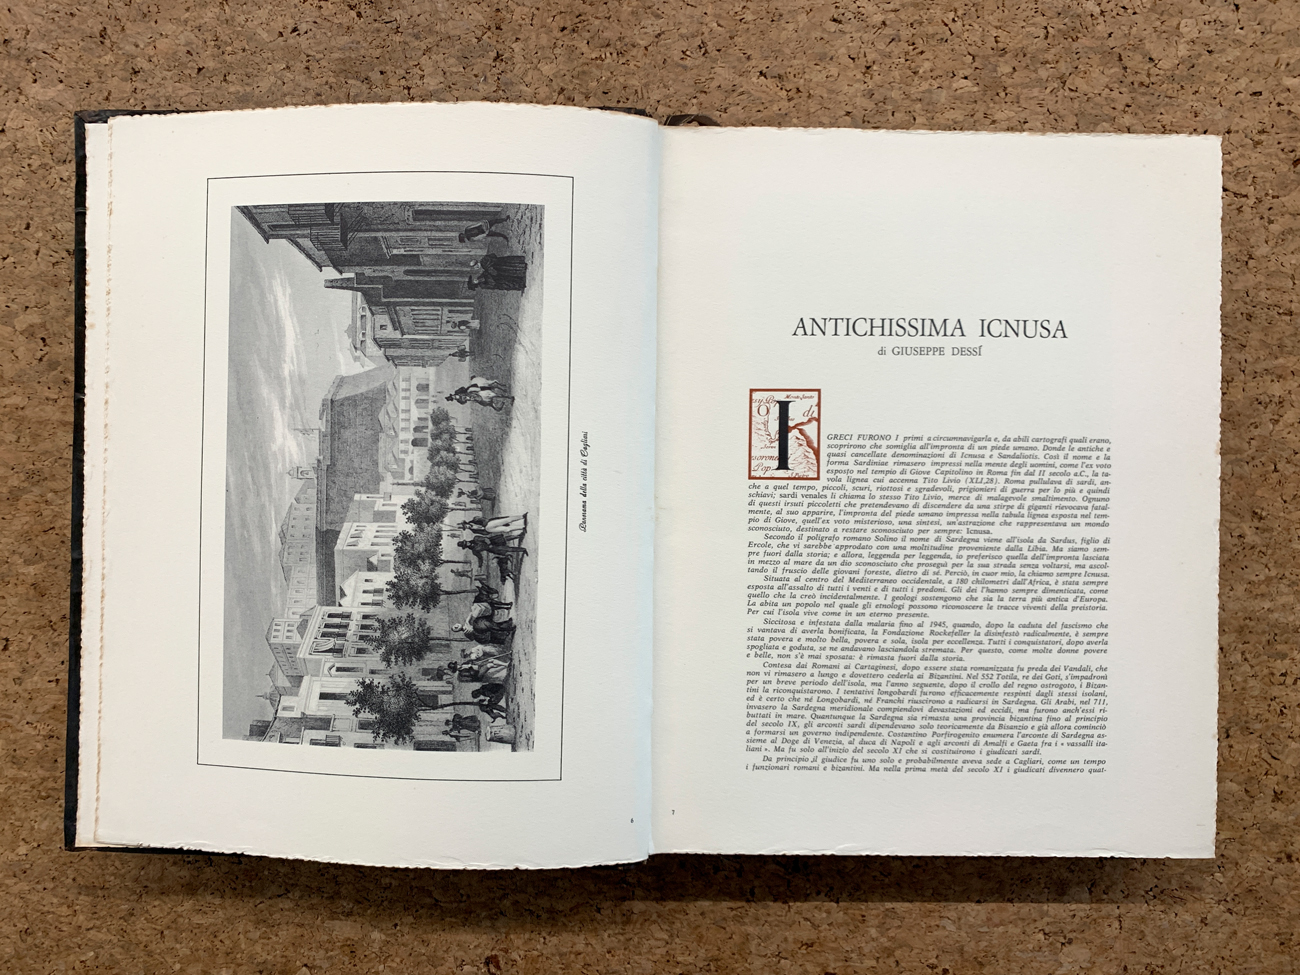 Panorama della città di Cagliari
6
ANTICHISSIMA ICNUSA
di GIUSEPPE DESSÍ
I
GRECI FURONO I primi a circumnavigarla e, da abili cartografi quali erano,
scoprirono che somiglia all'impronta di un piede umano. Donde le antiche e
quasi cancellate denominazioni di Icnusa e Sandaliotis. Così il nome e la
forma Sardiniae rimasero impressi nella mente degli uomini, come l'ex voto
esposto nel tempio di Giove Capitolino in Roma fin dal II secolo a.C., la ta-
vola lignea cui accenna Tito Livio (XLI,28). Roma pullulava di sardi, an-
che a quel tempo, piccoli, scuri, riottosi e sgradevoli, prigionieri di guerra per lo più e quindi
schiavi; sardi venales li chiama lo stesso Tito Livio, merce di malagevole smaltimento. Ognuno
di questi irsuti piccoletti che pretendevano di discendere da una stirpe di giganti rievocava fatal-
mente, al suo apparire, l'impronta del piede umano impressa nella tabula lignea esposta nel tem-
pio di Giove, quell'ex voto misterioso, una sintesi, un'astrazione che rappresentava un mondo
sconosciuto, destinato a restare sconosciuto per sempre: Icnusa.
Secondo il poligrafo romano Solino il nome di Sardegna viene all'isola da Sardus, figlio di
Ercole, che vi sarebbe approdato con una moltitudine proveniente dalla Libia. Ma siamo sem-
pre fuori dalla storia; e allora, leggenda per leggenda, io preferisco quella dell'impronta lasciata
in mezzo al mare da un dio sconosciuto che proseguì per la sua strada senza voltarsi, ma ascol-
tando il fruscio delle giovani foreste, dietro di sé. Perciò, in cuor mio, la chiamo sempre Icnusa.
Situata al centro del Mediterraneo occidentale, a 180 chilometri dall'Africa, è stata sempre
esposta all'assalto di tutti i venti e di tutti i predoni. Gli dei l'hanno sempre dimenticata, come
quello che la creò incidentalmente. I geologi sostengono che sia la terra più antica d'Europa.
La abita un popolo nel quale gli etnologi possono riconoscere le tracce viventi della preistoria.
Per cui l'isola vive come in un eterno presente.
Siccitosa e infestata dalla malaria fino al 1945, quando, dopo la caduta del fascismo che
si vantava di averla bonificata, la Fondazione Rockefeller la disinfestò radicalmente, è sempre
stata povera e molto bella, povera e sola, isola per eccellenza. Tutti i conquistatori, dopo averla
spogliata e goduta, se ne andavano lasciandola stremata. Per questo, come molte donne povere
e belle, non s'è mai sposata: è rimasta fuori dalla storia.
Contesa dai Romani ai Cartaginesi, dopo essere stata romanizzata fu preda dei Vandali, che
non vi rimasero a lungo e dovettero cederla ai Bizantini. Nel 552 Totila, re dei Goti, s'impadronì
per un breve periodo dell'isola, ma l'anno seguente, dopo il crollo del regno ostrogoto, i Bizan-
tini la riconquistarono. I tentativi longobardi furono efficacemente respinti dagli stessi isolani,
ed è certo che né Longobardi, né Franchi riuscirono a radicarsi in Sardegna. Gli Arabi, nel 711,
invasero la Sardegna meridionale compiendovi devastazioni ed eccidi, ma furono anch'essi ri-
buttati in mare. Quantunque la Sardegna sia rimasta una provincia bizantina fino al principio
del secolo IX, gli arconti sardi dipendevano solo teoricamente da Bisanzio e già allora cominciò
a formarsi un governo indipendente. Costantino Porfirogenito enumera l'arconte di Sardegna as-
sieme al Doge di Venezia, al duca di Napoli e agli arconti di Amalfi e Gaeta fra i « vassalli ita-
liani ». Ma fu solo all'inizio del secolo XI che si costituirono i giudicati sardi.
Da principio il giudice fu uno solo e probabilmente aveva sede a Cagliari, come un tempo
i funzionari romani e bizantini. Ma nella prima metà del secolo XI i giudicati divennero quat-
7